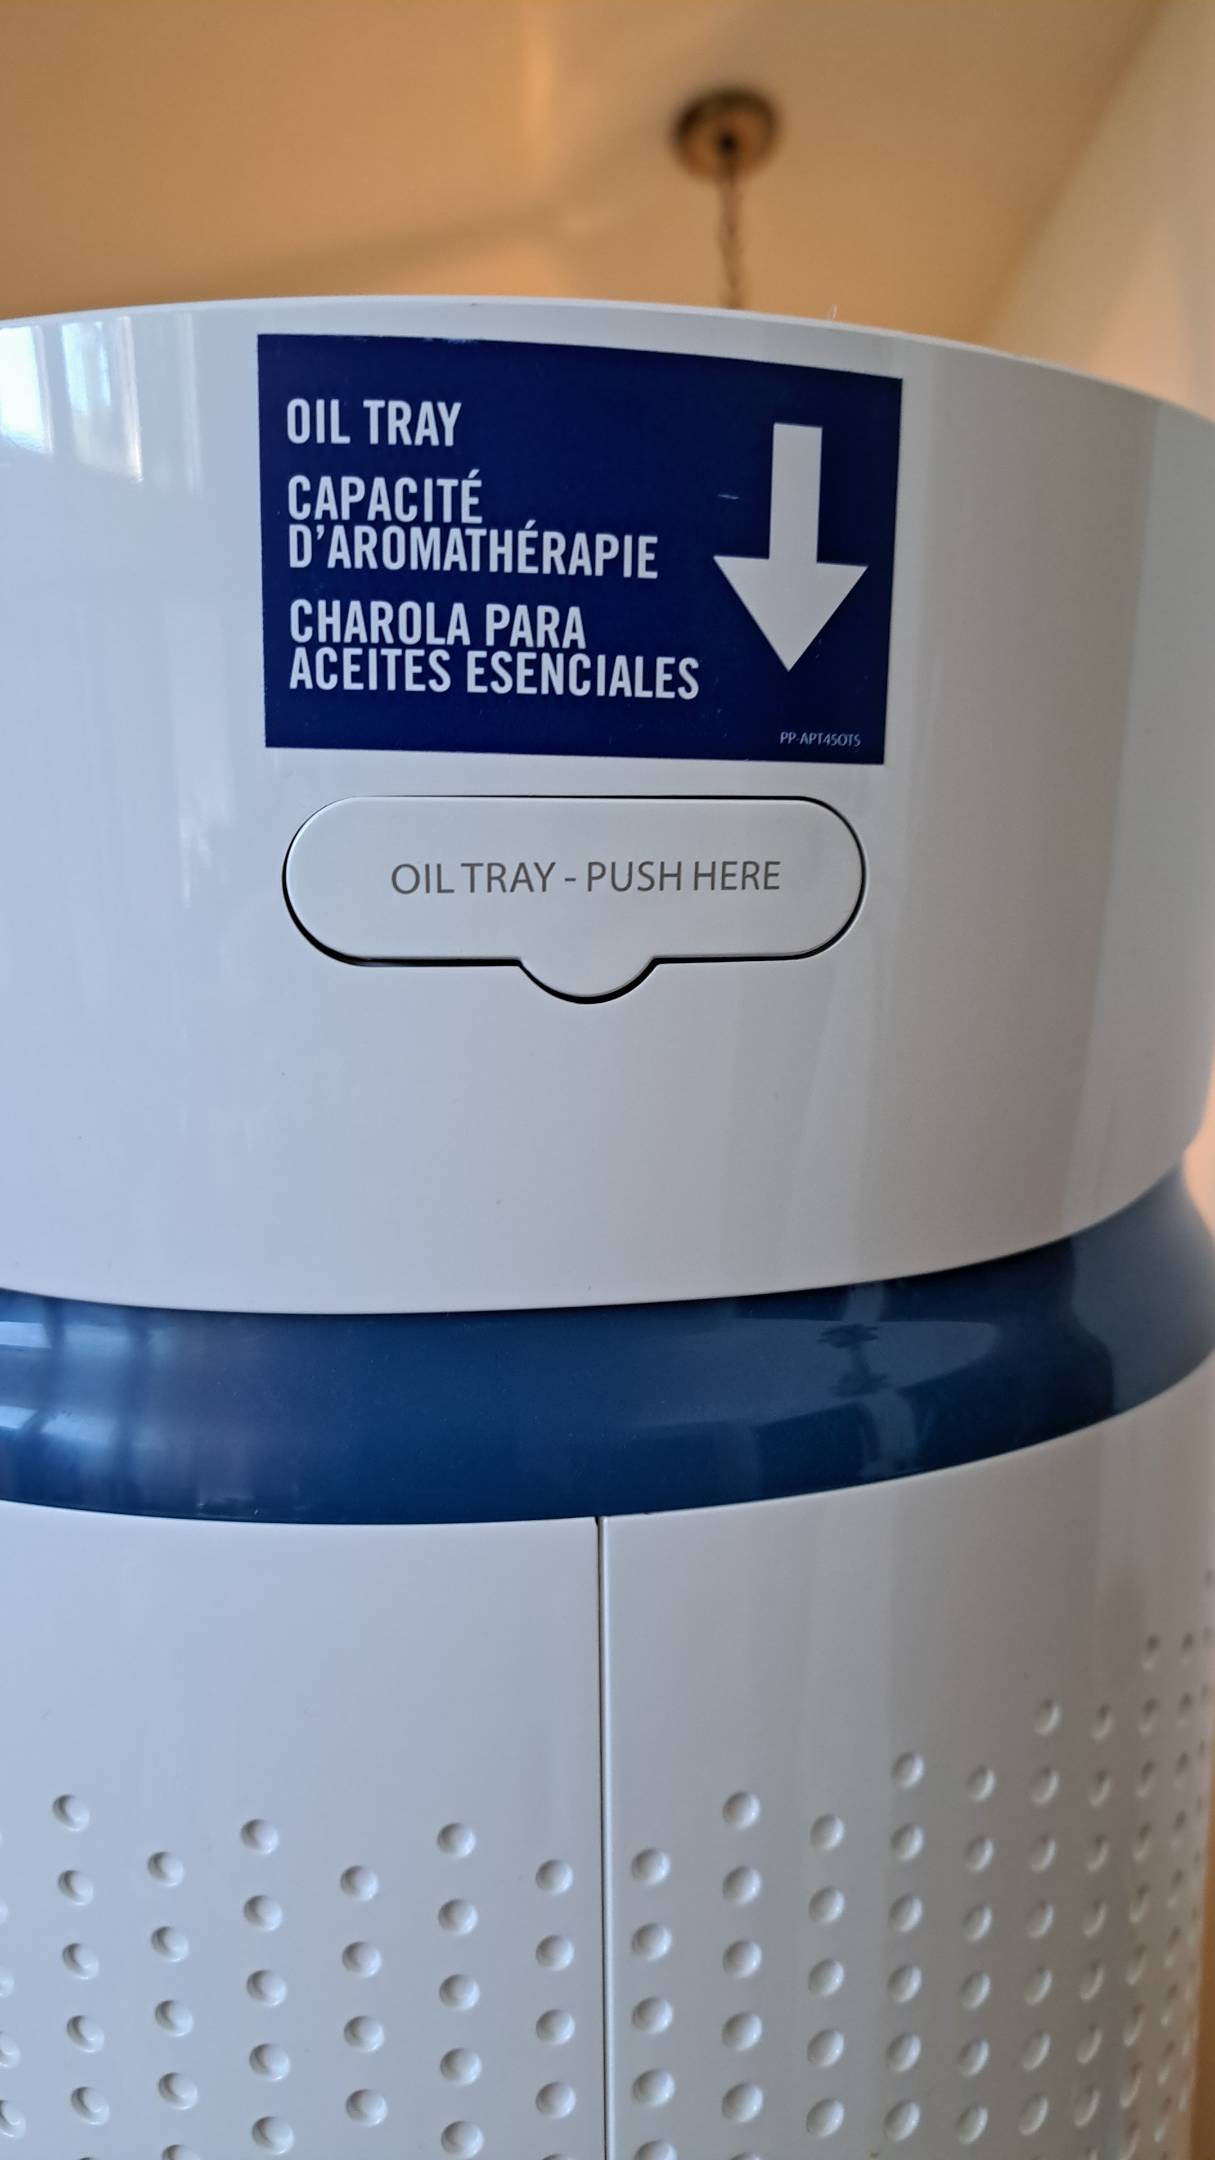 OIL TRAY
CAPACITÉ
D'AROMATHÉRAPIE
CHAROLA PARA
ACEITES ESENCIALES
PP-APT45OTS
OIL TRAY - PUSH HERE